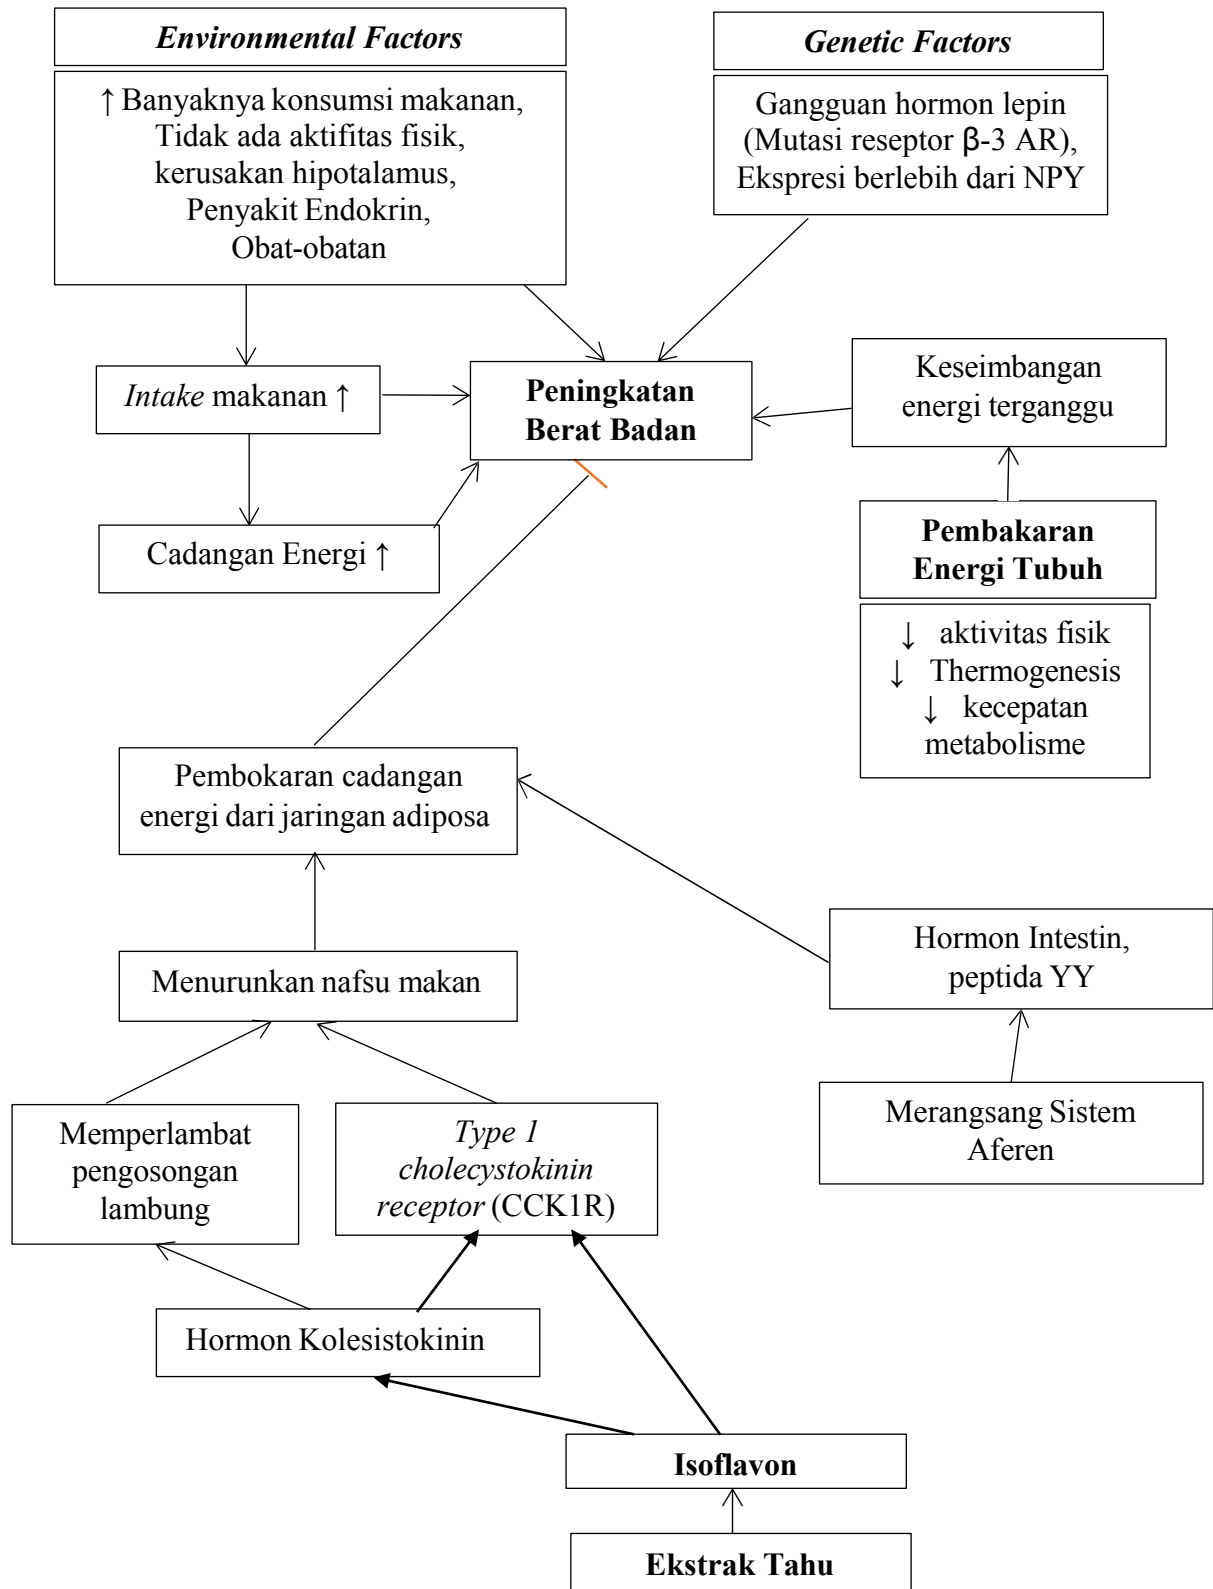 Environmental Factors
↑ Banyaknya konsumsi makanan,
Tidak ada aktifitas fisik,
kerusakan hipotalamus,
Penyakit Endokrin,
Obat-obatan
Genetic Factors
Gangguan hormon lepin
(Mutasi reseptor β-3 AR),
Ekspresi berlebih dari NPY
Intake makanan ↑
Peningkatan
Berat Badan
Keseimbangan
energi terganggu
Cadangan Energi ↑
Pembakaran
Energi Tubuh
↓ aktivitas fisik
↓ Thermogenesis
↓ kecepatan
metabolisme
Pembokaran cadangan
energi dari jaringan adiposa
Hormon Intestin,
peptida YY
Menurunkan nafsu makan
Merangsang Sistem
Aferen
Memperlambat
pengosongan
lambung
Type 1
cholecystokinin
receptor (CCK1R)
Hormon Kolesistokinin
Isoflavon
Ekstrak Tahu